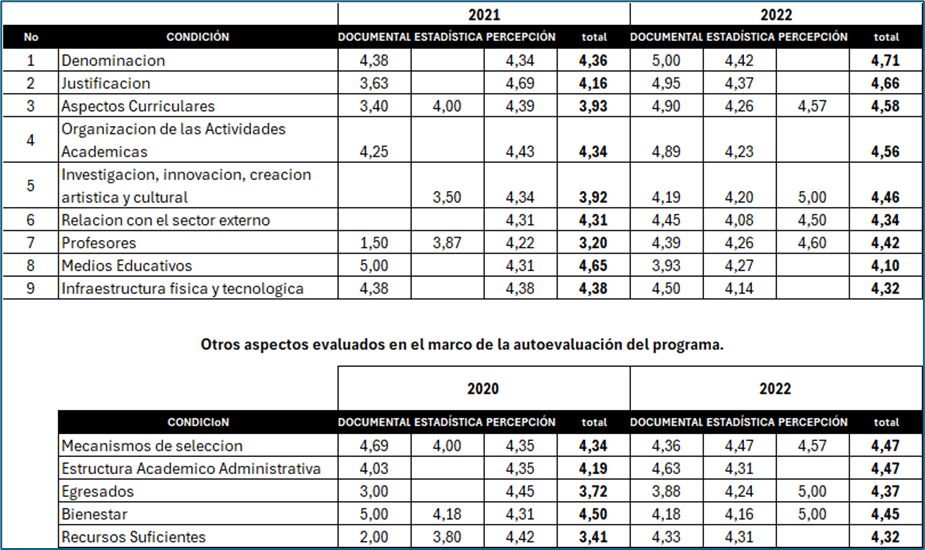 2021 2022
No CONDICIÓN DOCUMENTAL ESTADÍSTICA PERCEPCIÓN total DOCUMENTAL ESTADÍSTICA PERCEPCIÓN total
1 Denominacion 4,38 4,34 4,36 5,00 4,42 4,71
2 Justificacion 3,63 4,69 4,16 4,95 4,37 4,66
3 Aspectos Curriculares 3,40 4,00 4,39 3,93 4,90 4,26 4,57 4,58
4 Organizacion de las Actividades
Academicas 4,25 4,43 4,34 4,89 4,23 4,56
5 Investigacion, innovacion, creacion
artistica y cultural 3,50 4,34 3,92 4,19 4,20 5,00 4,46
6 Relacion con el sector externo 4,31 4,31 4,45 4,08 4,50 4,34
7 Profesores 1,50 3,87 4,22 3,20 4,39 4,26 4,60 4,42
8 Medios Educativos 5,00 4,31 4,65 3,93 4,27 4,10
9 Infraestructura fisica y tecnologica 4,38 4,38 4,38 4,50 4,14 4,32
Otros aspectos evaluados en el marco de la autoevaluación del programa.
2020 2022
CONDICIoN DOCUMENTAL ESTADÍSTICA PERCEPCIÓN total DOCUMENTAL ESTADÍSTICA PERCEPCIÓN total
Mecanismos de seleccion 4,69 4,00 4,35 4,34 4,36 4,47 4,57 4,47
Estructura Academico Administrativa 4,03 4,35 4,19 4,63 4,31 4,47
Egresados 3,00 4,45 3,72 3,88 4,24 5,00 4,37
Bienestar 5,00 4,18 4,31 4,50 4,18 4,16 5,00 4,45
Recursos Suficientes 2,00 3,80 4,42 3,41 4,33 4,31 4,32